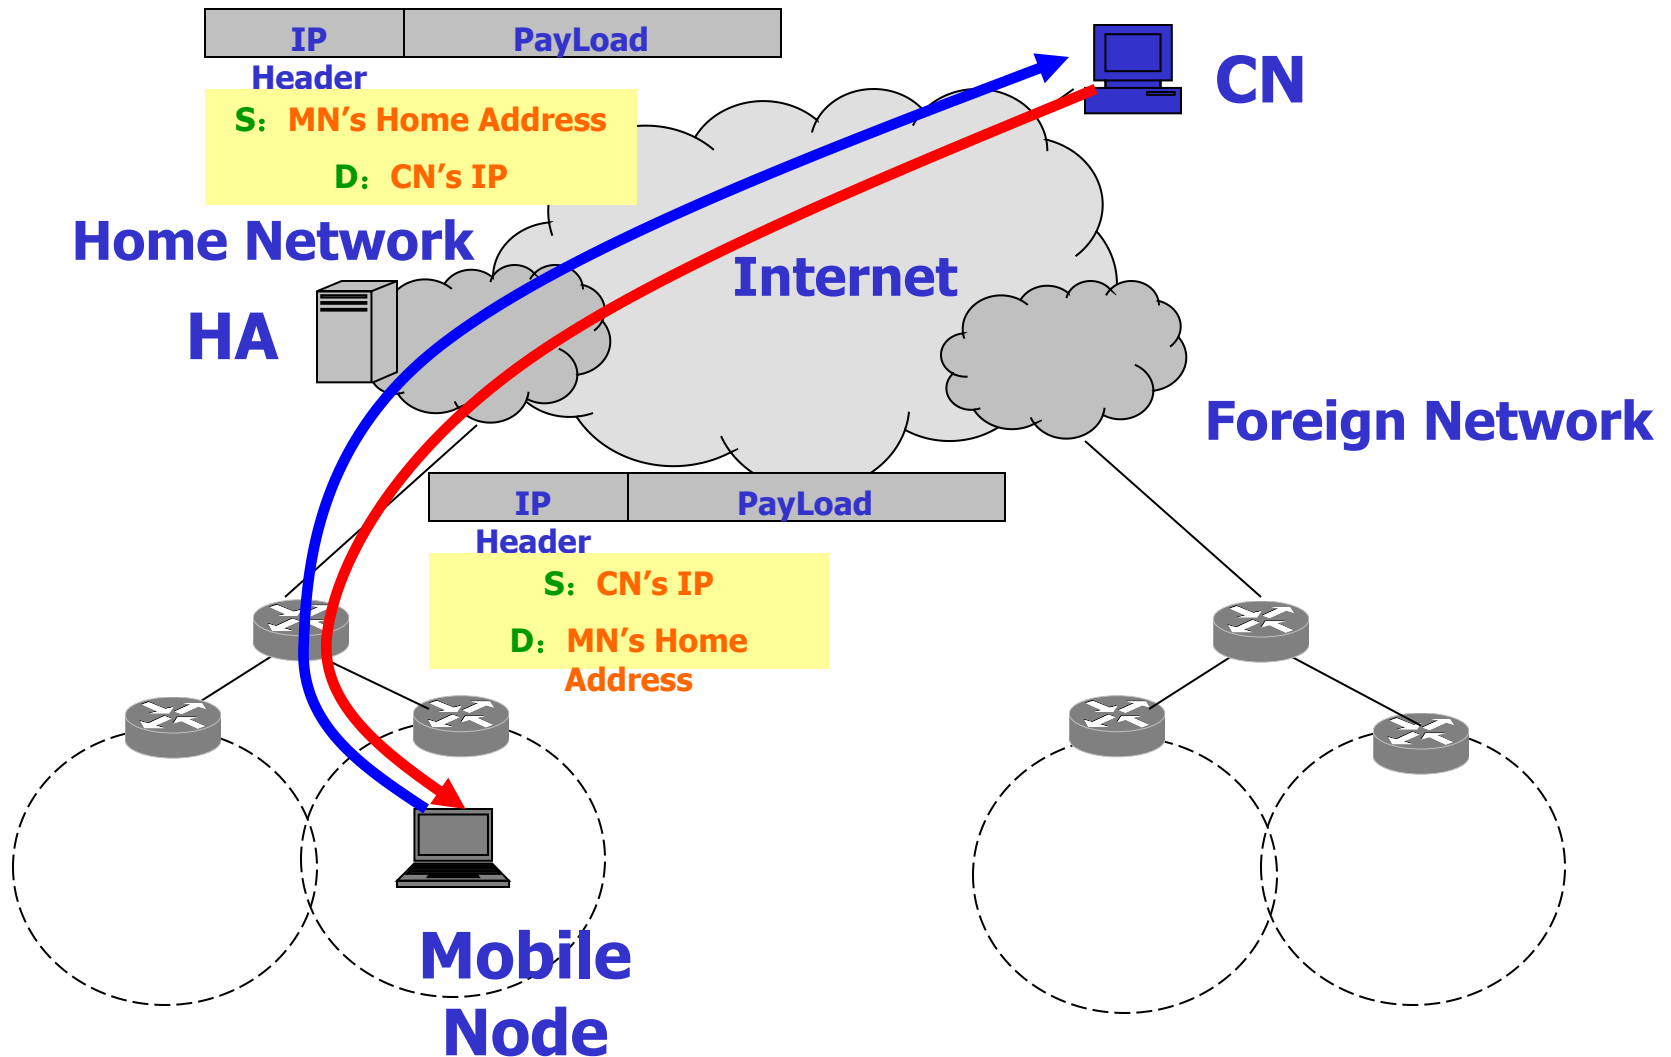 IP PayLoad
Header
S：MN’s Home Address
D：CN’s IP
CN
Home Network
Internet
HA
Foreign Network
IP PayLoad
Header
S：CN’s IP
D：MN’s Home
Address
Mobile
Node